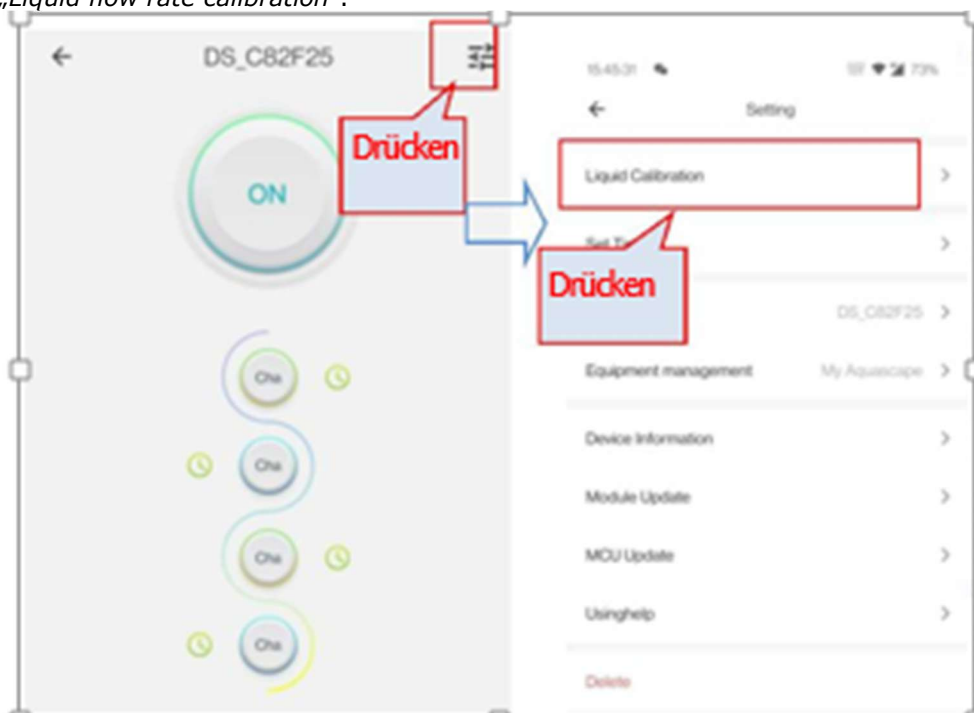 „Liquid flow rate calibration“.
DS_C82F25
Drücken
ON
Cha
Cha
Cha
Cha
15:45:31 73%
Setting
Liquid Calibration
Drücken
DS_C82F25
Equipment management My Aquascape
Device Information
Module Update
MCU Update
Usinghelp
Delete